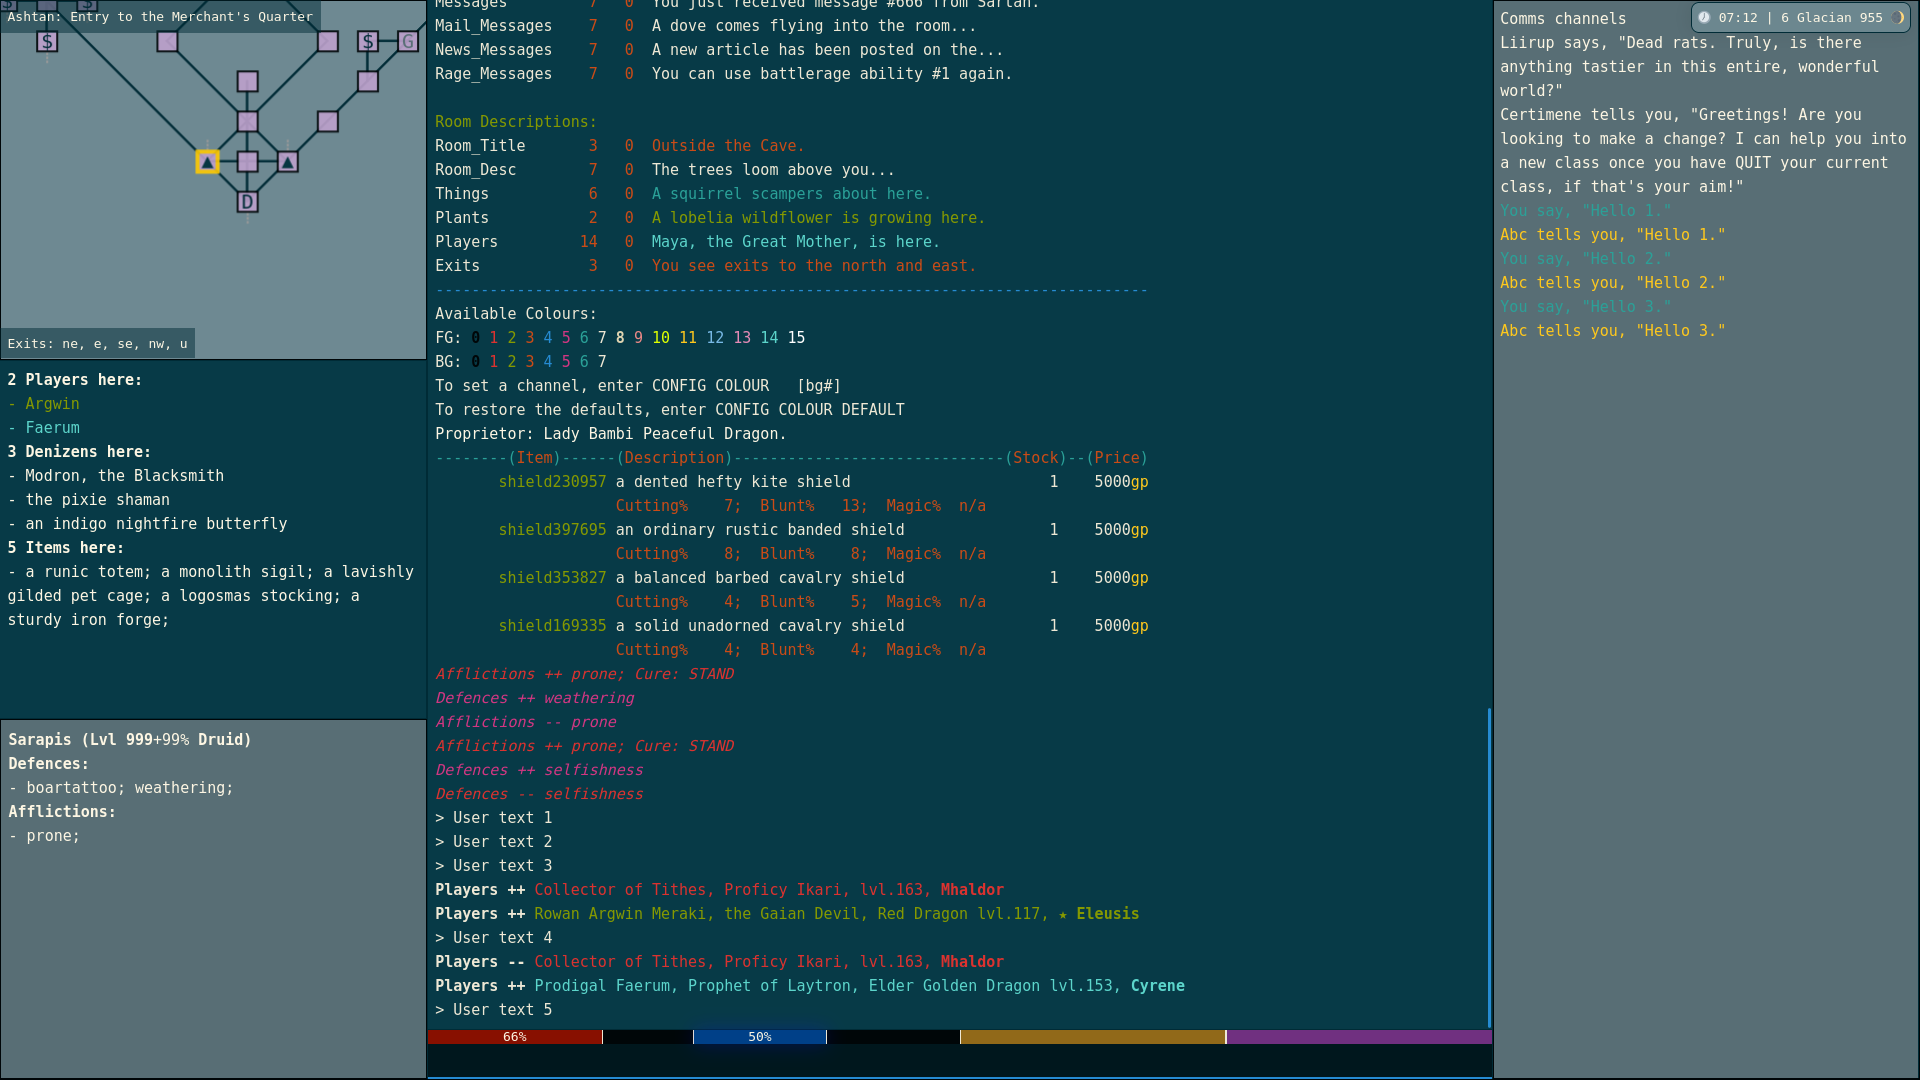 Ashtan: Entry to the Merchant's Quarter
$
$
G
D
Exits: ne, e, se, nw, u
2 Players here:
- Argwin
- Faerum
3 Denizens here:
- Modron, the Blacksmith
- the pixie shaman
- an indigo nightfire butterfly
5 Items here:
- a runic totem; a monolith sigil; a lavishly
gilded pet cage; a logosmas stocking; a
sturdy iron forge;
Sarapis (Lvl 999+99% Druid)
Defences:
- boartattoo; weathering;
Afflictions:
- prone;
Messages 7 0 You just received message #666 from Sartan.
Mail_Messages 7 0 A dove comes flying into the room...
News_Messages 7 0 A new article has been posted on the...
Rage_Messages 7 0 You can use battlerage ability #1 again.
Room Descriptions:
Room_Title 3 0 Outside the Cave.
Room_Desc 7 0 The trees loom above you...
Things 6 0 A squirrel scampers about here.
Plants 2 0 A lobelia wildflower is growing here.
Players 14 0 Maya, the Great Mother, is here.
Exits 3 0 You see exits to the north and east.
-------------------------------------------------------------------------------
Available Colours:
FG: 0 1 2 3 4 5 6 7 8 9 10 11 12 13 14 15
BG: 0 1 2 3 4 5 6 7
To set a channel, enter CONFIG COLOUR [bg#]
To restore the defaults, enter CONFIG COLOUR DEFAULT
Proprietor: Lady Bambi Peaceful Dragon.
--------(Item)------(Description)------------------------------(Stock)--(Price)
shield230957 a dented hefty kite shield 1 5000gp
Cutting% 7; Blunt% 13; Magic% n/a
shield397695 an ordinary rustic banded shield 1 5000gp
Cutting% 8; Blunt% 8; Magic% n/a
shield353827 a balanced barbed cavalry shield 1 5000gp
Cutting% 4; Blunt% 5; Magic% n/a
shield169335 a solid unadorned cavalry shield 1 5000gp
Cutting% 4; Blunt% 4; Magic% n/a
Afflictions ++ prone; Cure: STAND
Defences ++ weathering
Afflictions -- prone
Afflictions ++ prone; Cure: STAND
Defences ++ selfishness
Defences -- selfishness
> User text 1
> User text 2
> User text 3
Players ++ Collector of Tithes, Proficy Ikari, lvl.163, Mhaldor
Players ++ Rowan Argwin Meraki, the Gaian Devil, Red Dragon lvl.117, ★ Eleusis
> User text 4
Players -- Collector of Tithes, Proficy Ikari, lvl.163, Mhaldor
Players ++ Prodigal Faerum, Prophet of Laytron, Elder Golden Dragon lvl.153, Cyrene
> User text 5
66%
50%
Comms channels
07:12 | 6 Glacian 955
Liirup says, "Dead rats. Truly, is there
anything tastier in this entire, wonderful
world?"
Certimene tells you, "Greetings! Are you
looking to make a change? I can help you into
a new class once you have QUIT your current
class, if that's your aim!"
You say, "Hello 1."
Abc tells you, "Hello 1."
You say, "Hello 2."
Abc tells you, "Hello 2."
You say, "Hello 3."
Abc tells you, "Hello 3."